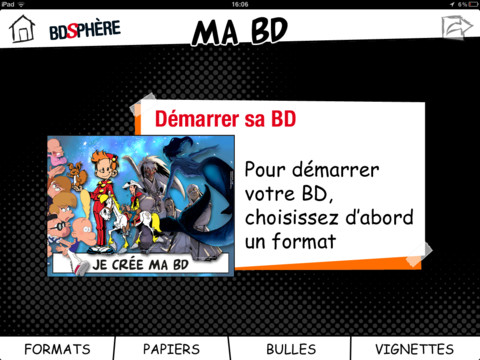 iPad
16:06
6%
BDSPHÈRE
MA BD
Démarrer sa BD
Pour démarrer
votre BD,
choisissez d'abord
un format
JE CRÉE MA BD
FORMATS
PAPIERS
BULLES
VIGNETTES